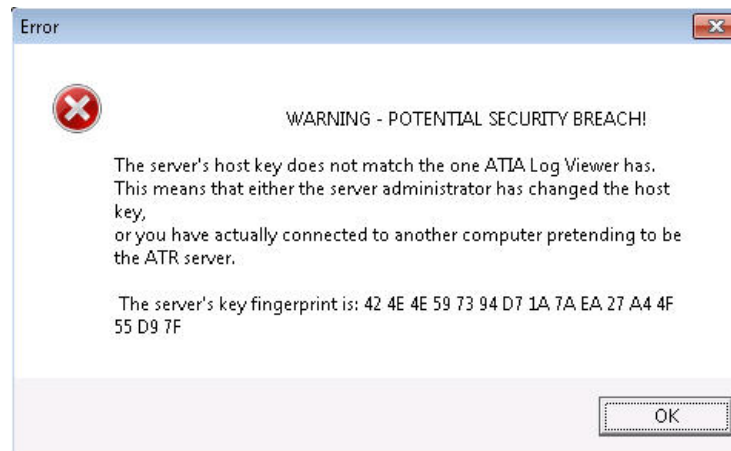 Error
WARNING - POTENTIAL SECURITY BREACH!
The server's host key does not match the one ATIA Log Viewer has.
This means that either the server administrator has changed the host
key,
or you have actually connected to another computer pretending to be
the ATR server.
The server's key fingerprint is: 42 4E 4E 59 73 94 D7 1A 7A EA 27 A4 4F
55 D9 7F
OK